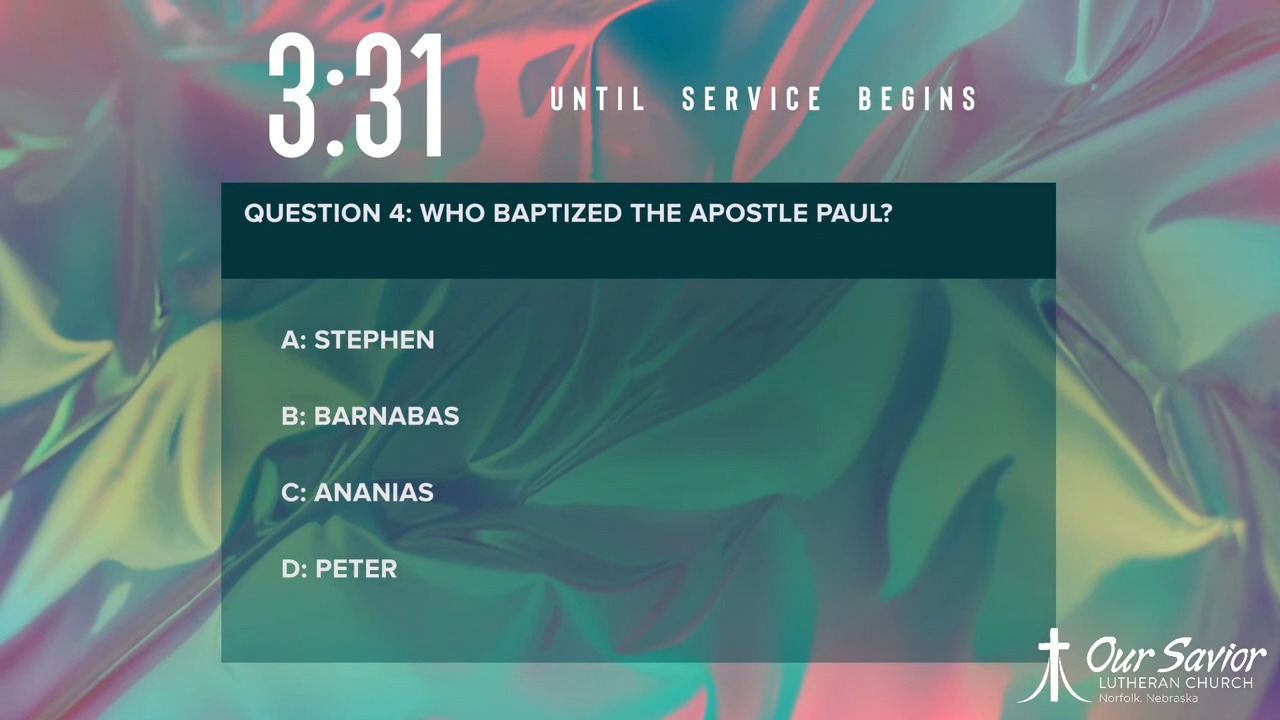 3:31 UNTIL SERVICE BEGINS
QUESTION 4: WHO BAPTIZED THE APOSTLE PAUL?
A: STEPHEN
B: BARNABAS
C: ANANIAS
D: PETER
Our Savior
LUTHERAN CHURCH
Norfolk, Nebraska